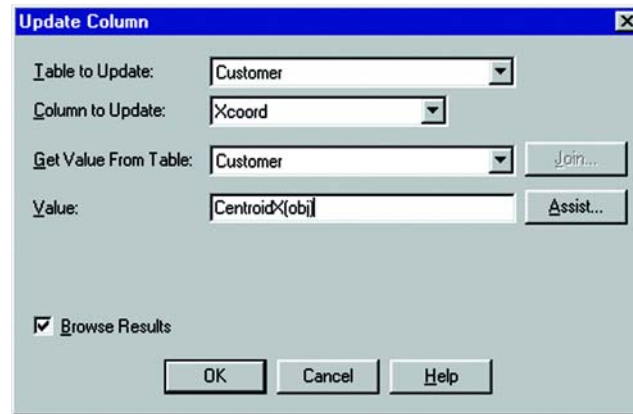 Update Column
Table to Update: Customer
Column to Update: Xcoord
Get Value From Table: Customer Join...
Value: CentroidX(obj) Assist...
Browse Results
OK Cancel Help